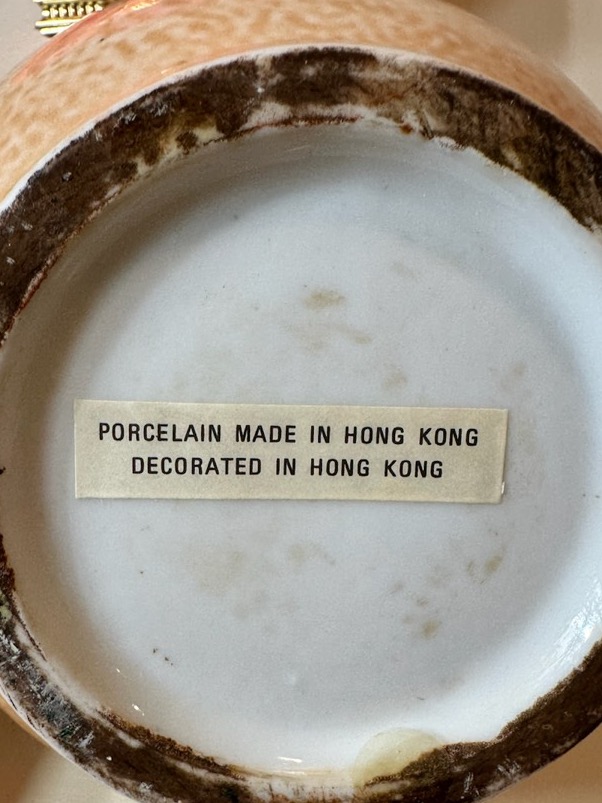 PORCELAIN MADE IN HONG KONG
DECORATED IN HONG KONG